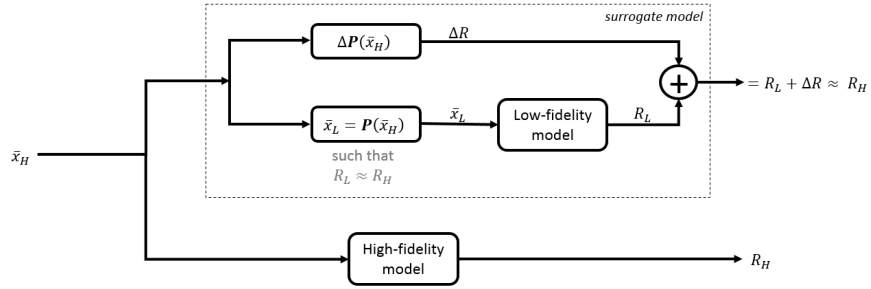 surrogate model
ΔP(x̄_H)
ΔR
= R_L + ΔR ≈ R_H
x̄_L = P(x̄_H)
x̄_L
Low-fidelity
model
R_L
such that
R_L ≈ R_H
x̄_H
High-fidelity
model
R_H
+